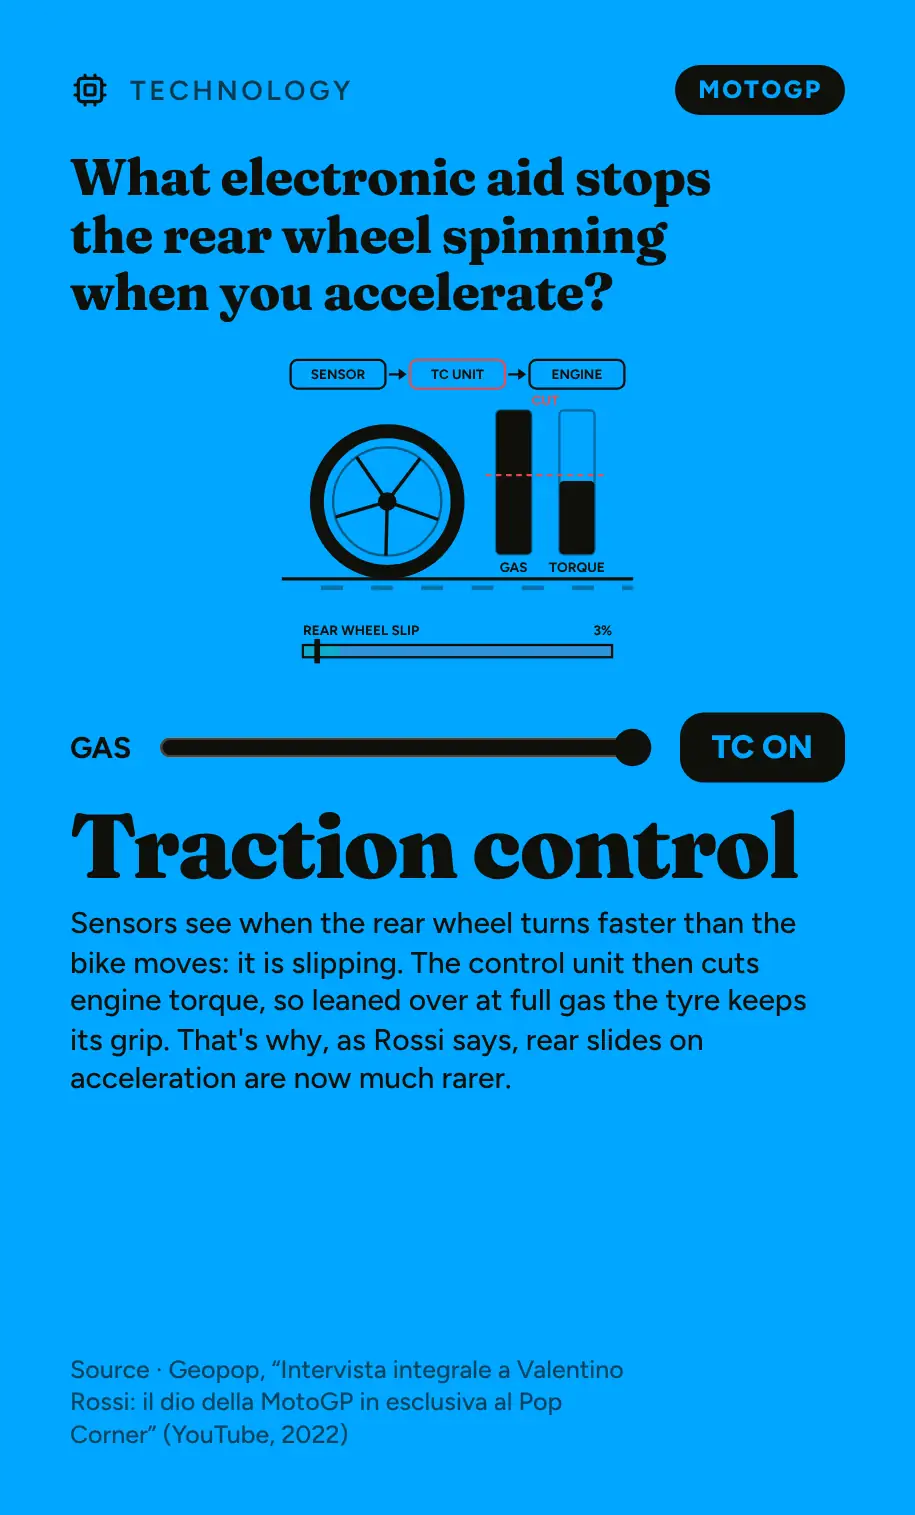 TECHNOLOGY
MOTOGP
What electronic aid stops
the rear wheel spinning
when you accelerate?
SENSOR
TC UNIT
ENGINE
CUT
GAS
TORQUE
REAR WHEEL SLIP
3%
GAS
TC ON
Traction control
Sensors see when the rear wheel turns faster than the
bike moves: it is slipping. The control unit then cuts
engine torque, so leaned over at full gas the tyre keeps
its grip. That's why, as Rossi says, rear slides on
acceleration are now much rarer.
Source · Geopop, “Intervista integrale a Valentino
Rossi: il dio della MotoGP in esclusiva al Pop
Corner” (YouTube, 2022)